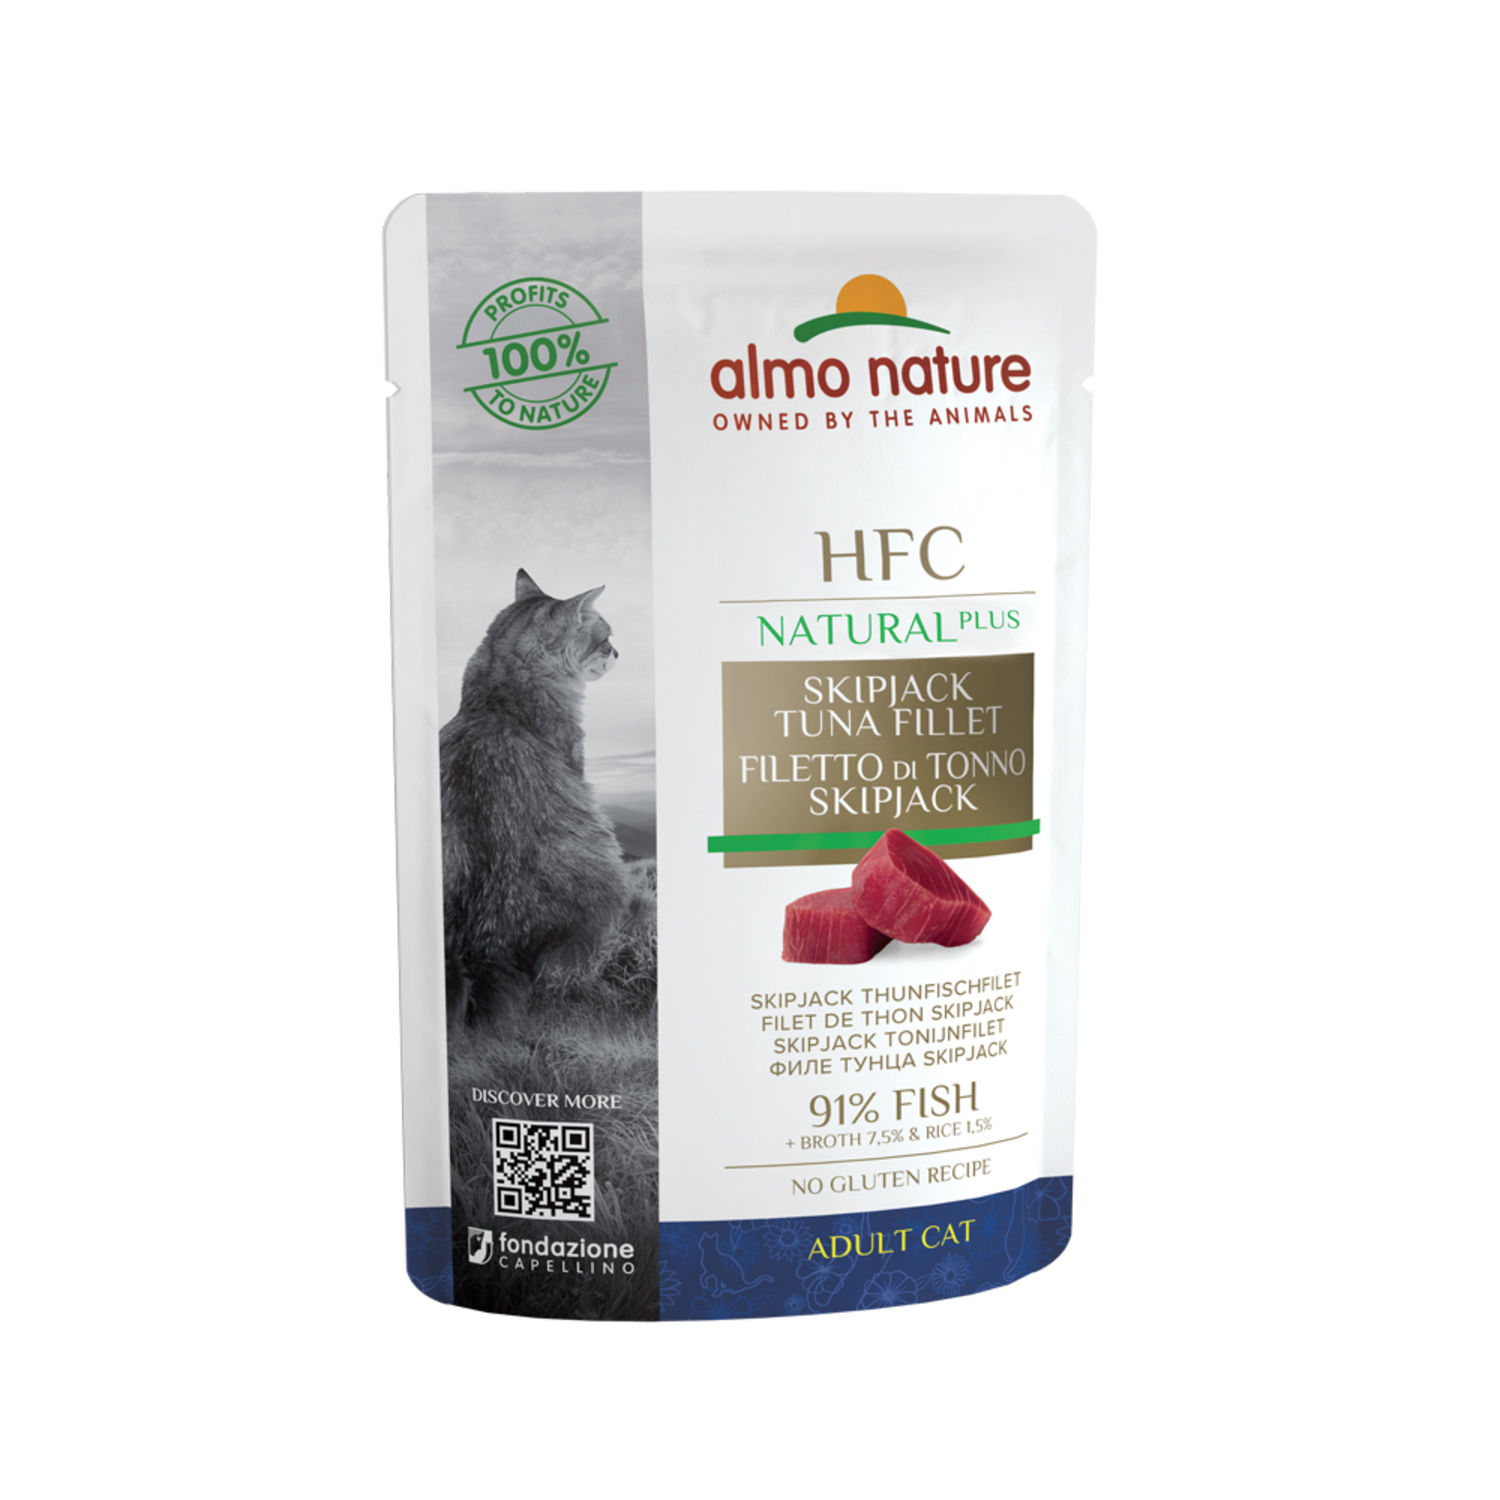 PROFITS
100%
TO NATURE
almo nature
OWNED BY THE ANIMALS
HFC
NATURAL PLUS
SKIPJACK
TUNA FILLET
FILETTO DI TONNO
SKIPJACK
SKIPJACK THUNFISCHFILET
FILET DE THON SKIPJACK
SKIPJACK TONIJNFILET
ФИЛЕ ТУНЦА SKIPJACK
91% FISH
+ BROTH 7,5% & RICE 1,5%
NO GLUTEN RECIPE
ADULT CAT
DISCOVER MORE
fondazione
CAPELLINO